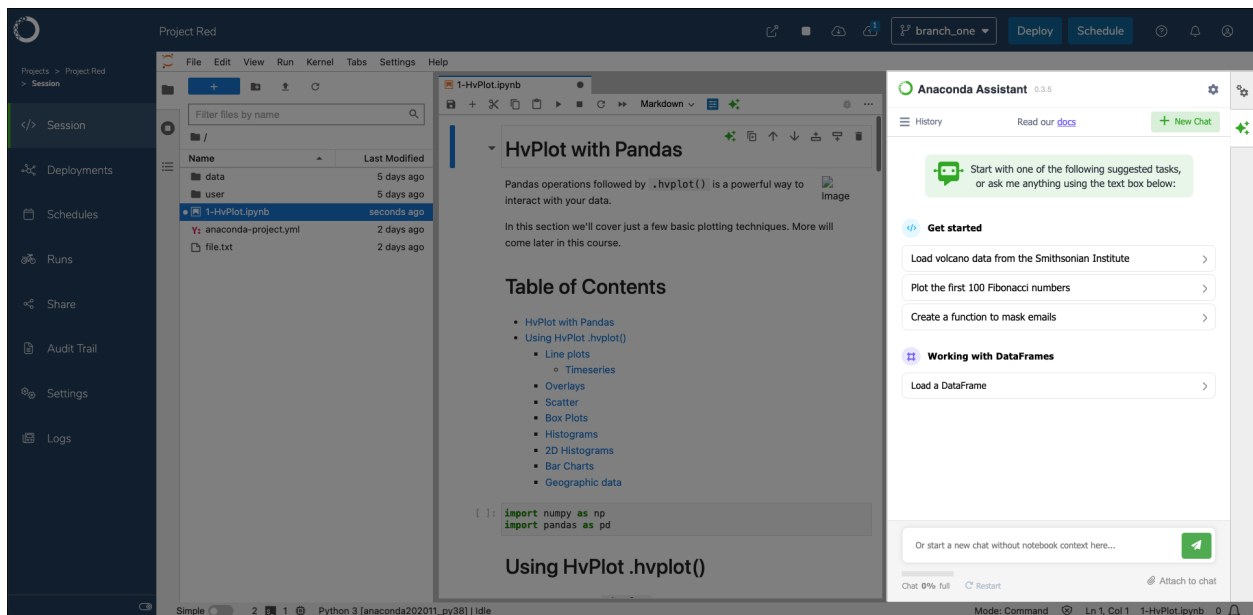 Project Red
1
branch_one
Deploy
Schedule
Projects > Project Red
> Session
Session
Deployments
Schedules
Runs
Share
Audit Trail
Settings
Logs
File Edit View Run Kernel Tabs Settings Help
+
Filter files by name
/
Name Last Modified
data 5 days ago
user 5 days ago
1-HvPlot.ipynb seconds ago
Y: anaconda-project.yml 2 days ago
file.txt 2 days ago
1-HvPlot.ipynb
Markdown
HvPlot with Pandas
Pandas operations followed by .hvplot() is a powerful way to
interact with your data.
Image
In this section we'll cover just a few basic plotting techniques. More will
come later in this course.
Table of Contents
HvPlot with Pandas
Using HvPlot .hvplot()
Line plots
Timeseries
Overlays
Scatter
Box Plots
Histograms
2D Histograms
Bar Charts
Geographic data
[ ]: import numpy as np
import pandas as pd
Using HvPlot .hvplot()
Anaconda Assistant 0.3.5
History
Read our docs
+ New Chat
Start with one of the following suggested tasks,
or ask me anything using the text box below:
</> Get started
Load volcano data from the Smithsonian Institute
Plot the first 100 Fibonacci numbers
Create a function to mask emails
Working with DataFrames
Load a DataFrame
Or start a new chat without notebook context here...
Chat 0% full
Restart
Attach to chat
Simple 2 1 Python 3 [anaconda202011_py38] | Idle
Mode: Command Ln 1, Col 1 1-HvPlot.ipynb 0